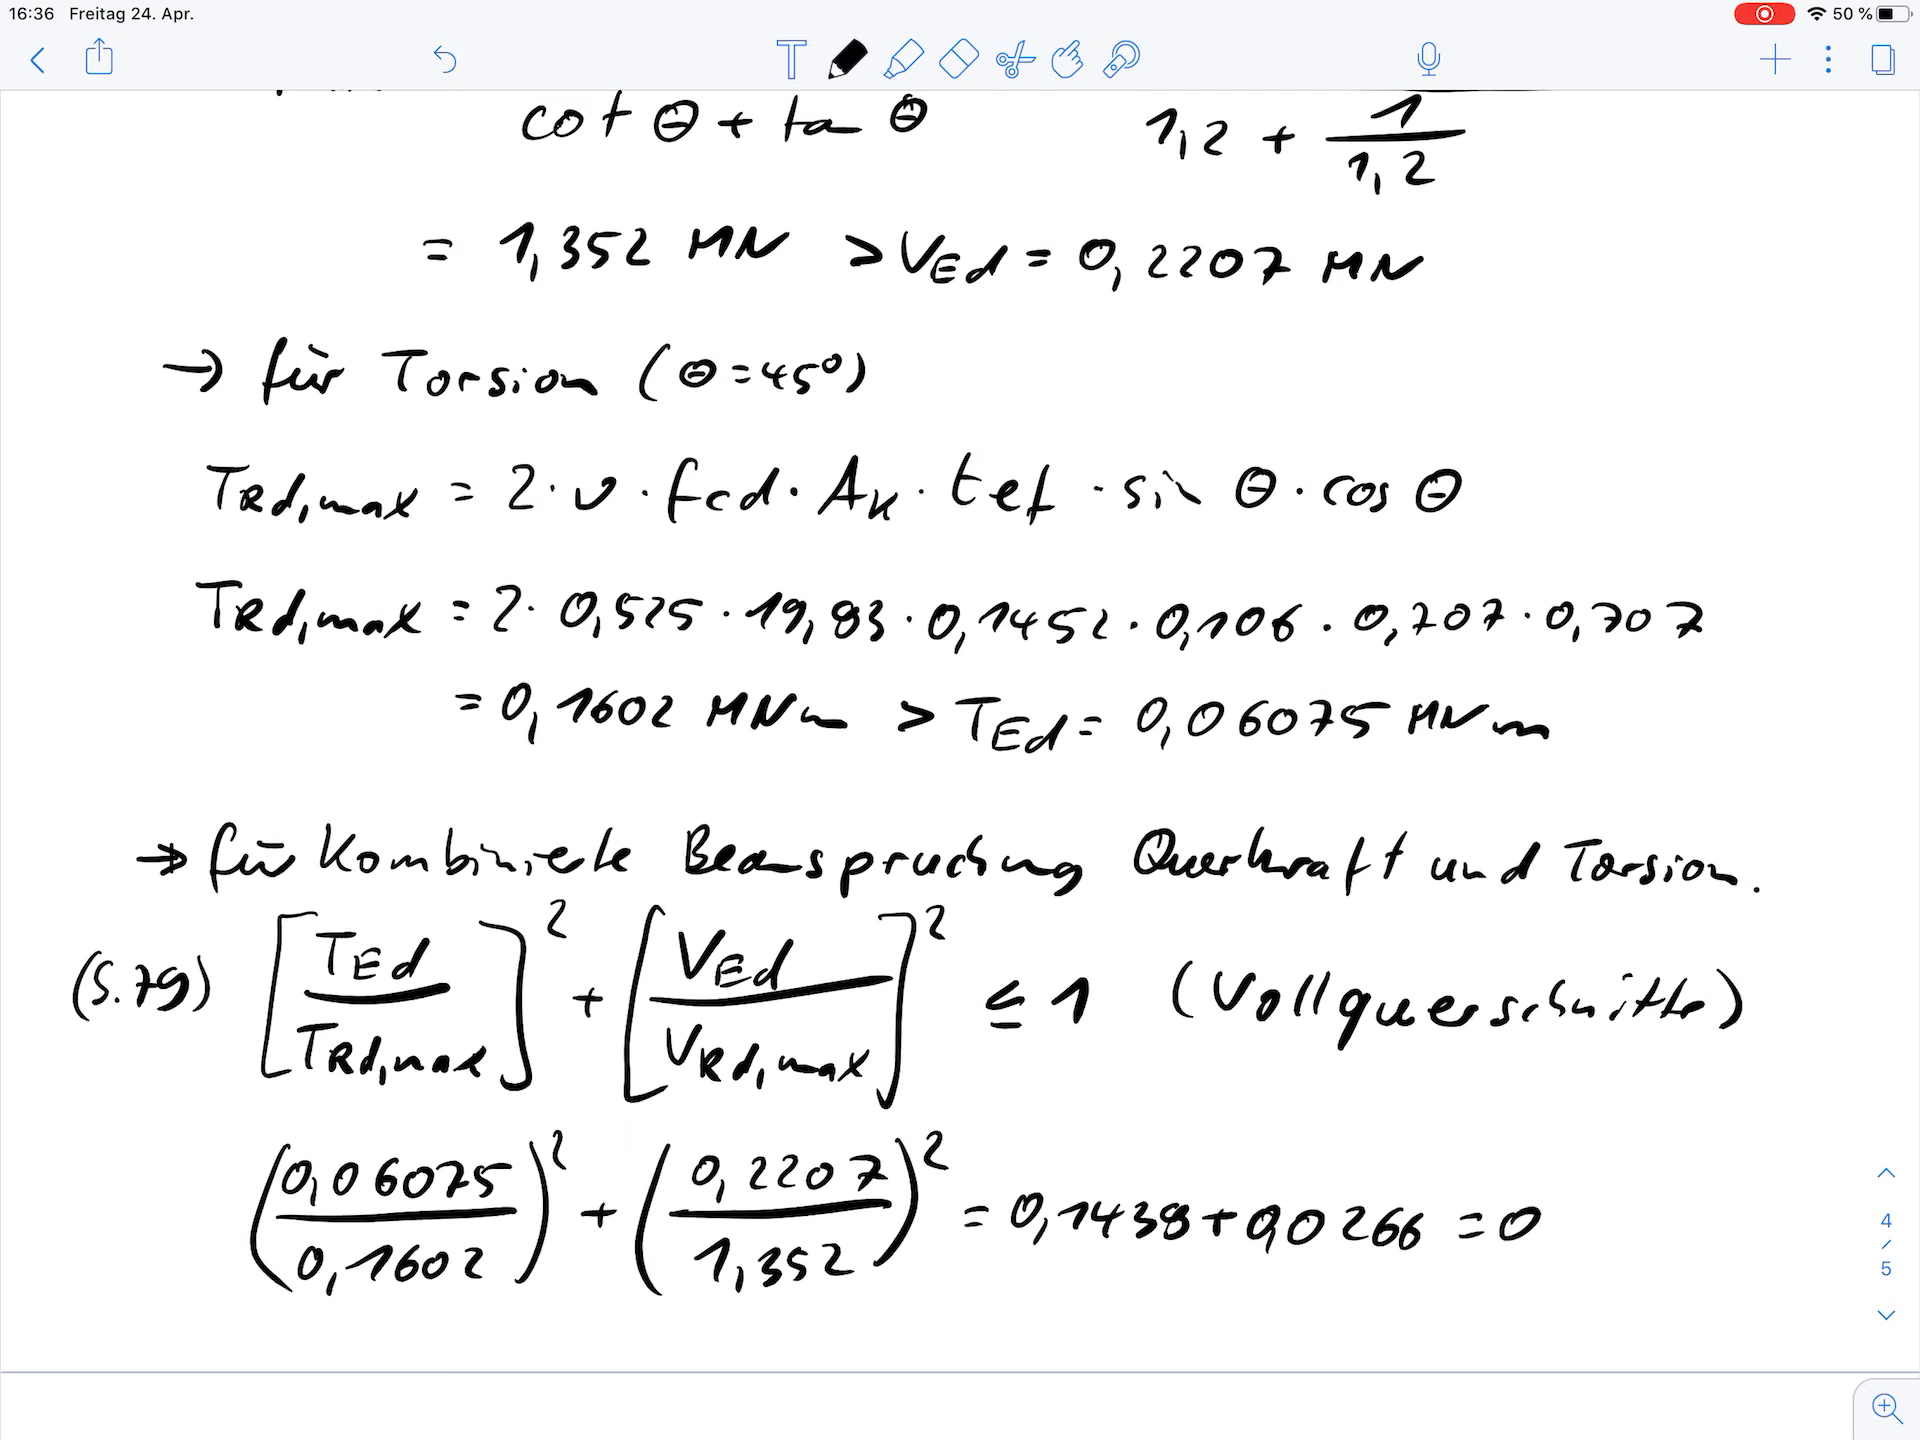 16:36 Freitag 24. Apr. 50 %
cot Θ + tan Θ 1,2 + 1/1,2
= 1,352 MN > VEd = 0,2207 MN
→ für Torsion (Θ=45°)
TRd,max = 2·ν·fcd·Ak·tef·sin Θ·cos Θ
TRd,max = 2·0,525·19,83·0,1452·0,106·0,707·0,707
= 0,1602 MNm > TEd = 0,06075 MNm
→ für Kombinierte Beanspruchung Querkraft und Torsion.
(5.79) [TEd/TRd,max]² + [VEd/VRd,max]² ≤ 1 (Vollquerschnitte)
(0,06075/0,1602)² + (0,2207/1,352)² = 0,1438 + 0,0266 = 0
4
/
5